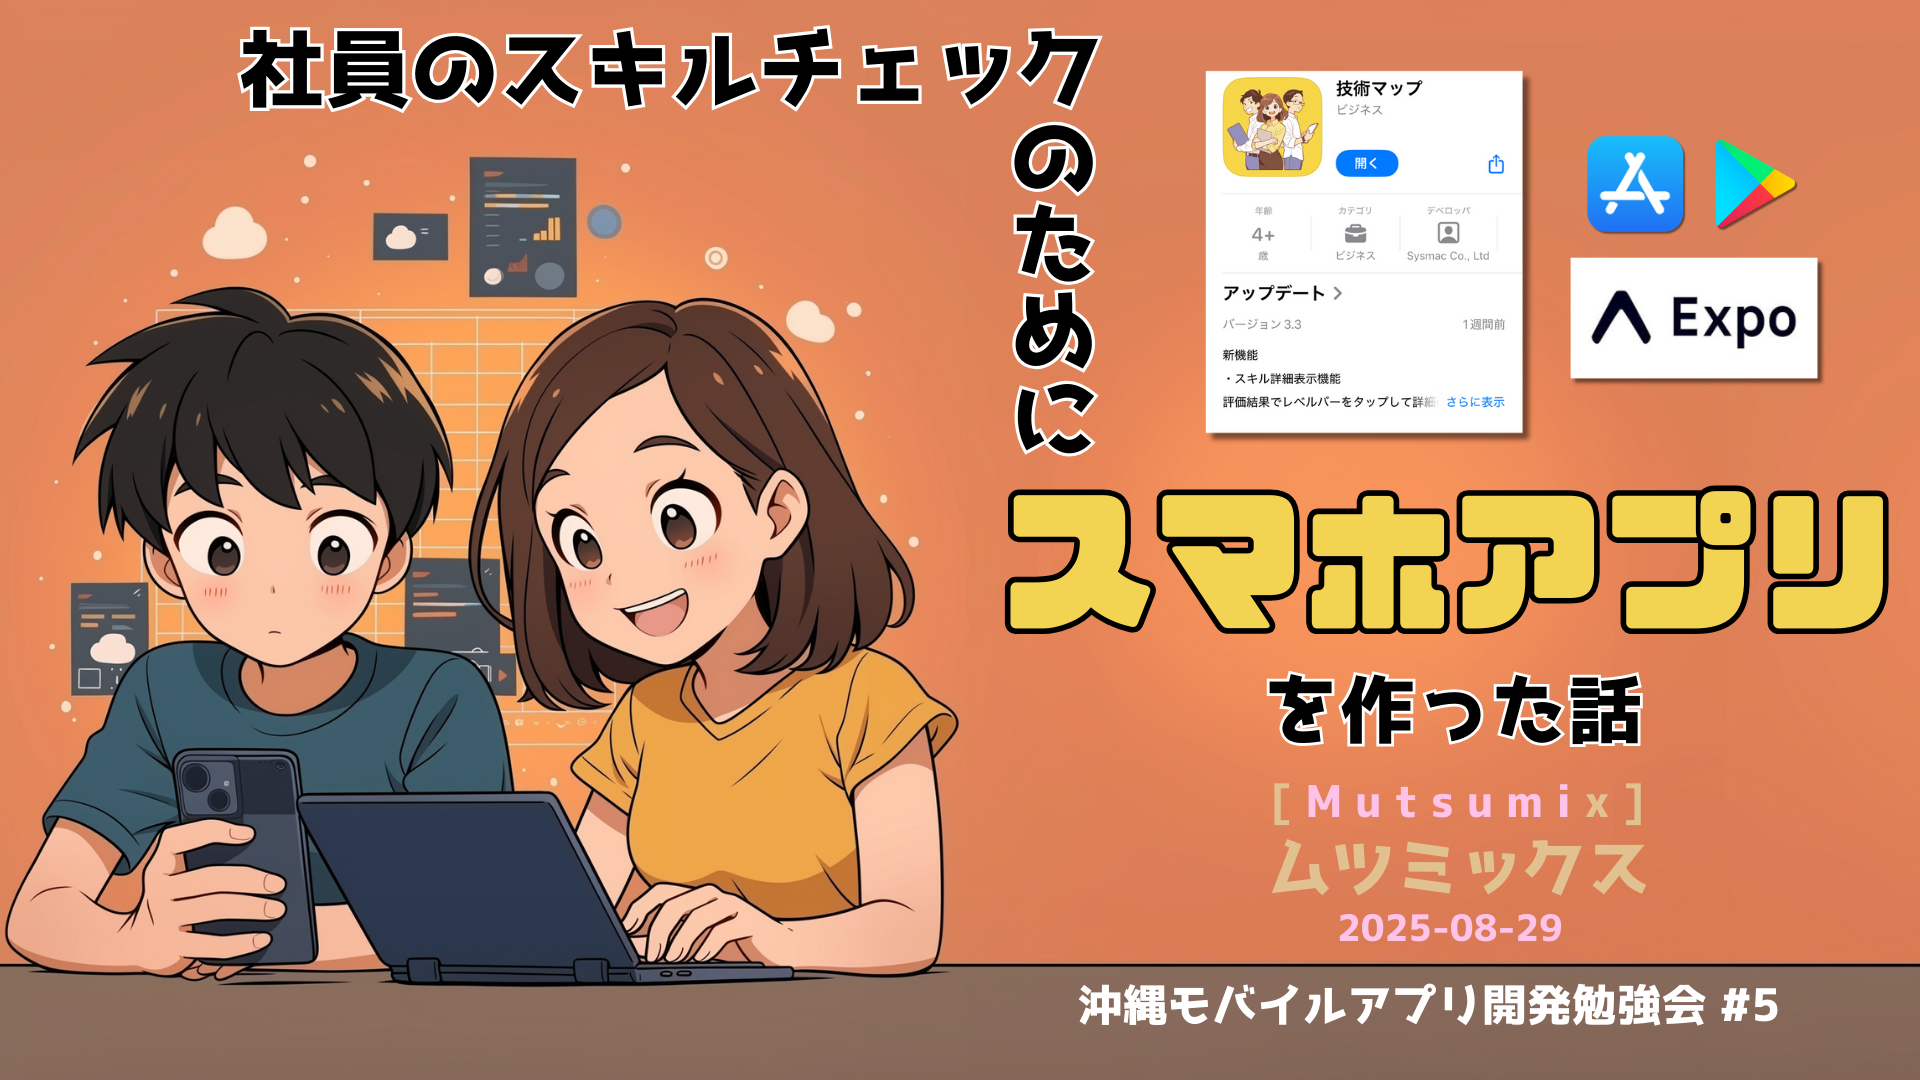 社員のスキルチェック
のために
スマホアプリ
を作った話
[Mutsumix]
ムツミックス
2025-08-29
沖縄モバイルアプリ開発勉強会 #5
技術マップ
ビジネス
開く
年齢
4+
歳
カテゴリ
ビジネス
デベロッパ
Sysmac Co., Ltd
アップデート
バージョン 3.3
1週間前
新機能
・スキル詳細表示機能
評価結果でレベルバーをタップして詳細
さらに表示
Expo